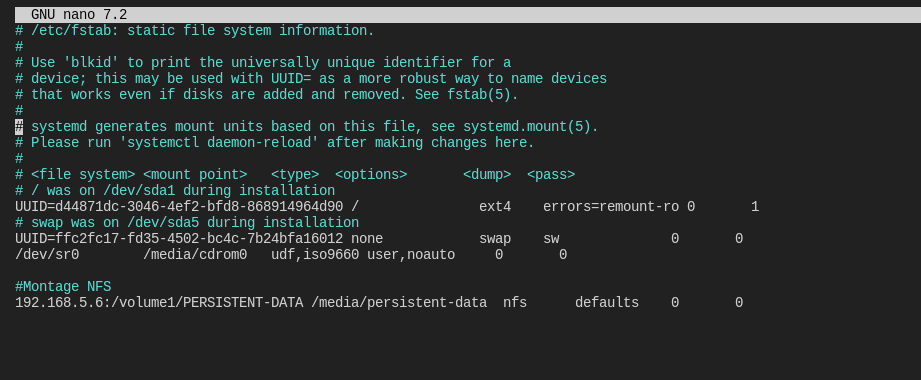 GNU nano 7.2
# /etc/fstab: static file system information.
#
# Use 'blkid' to print the universally unique identifier for a
# device; this may be used with UUID= as a more robust way to name devices
# that works even if disks are added and removed. See fstab(5).
#
# systemd generates mount units based on this file, see systemd.mount(5).
# Please run 'systemctl daemon-reload' after making changes here.
#
# <file system> <mount point>   <type>  <options>       <dump>  <pass>
# / was on /dev/sda1 during installation
UUID=d44871dc-3046-4ef2-bfd8-868914964d90 /               ext4    errors=remount-ro 0       1
# swap was on /dev/sda5 during installation
UUID=ffc2fc17-fd35-4502-bc4c-7b24bfa16012 none            swap    sw              0       0
/dev/sr0        /media/cdrom0   udf,iso9660 user,noauto     0       0
#Montage NFS
192.168.5.6:/volume1/PERSISTENT-DATA /media/persistent-data  nfs      defaults    0       0